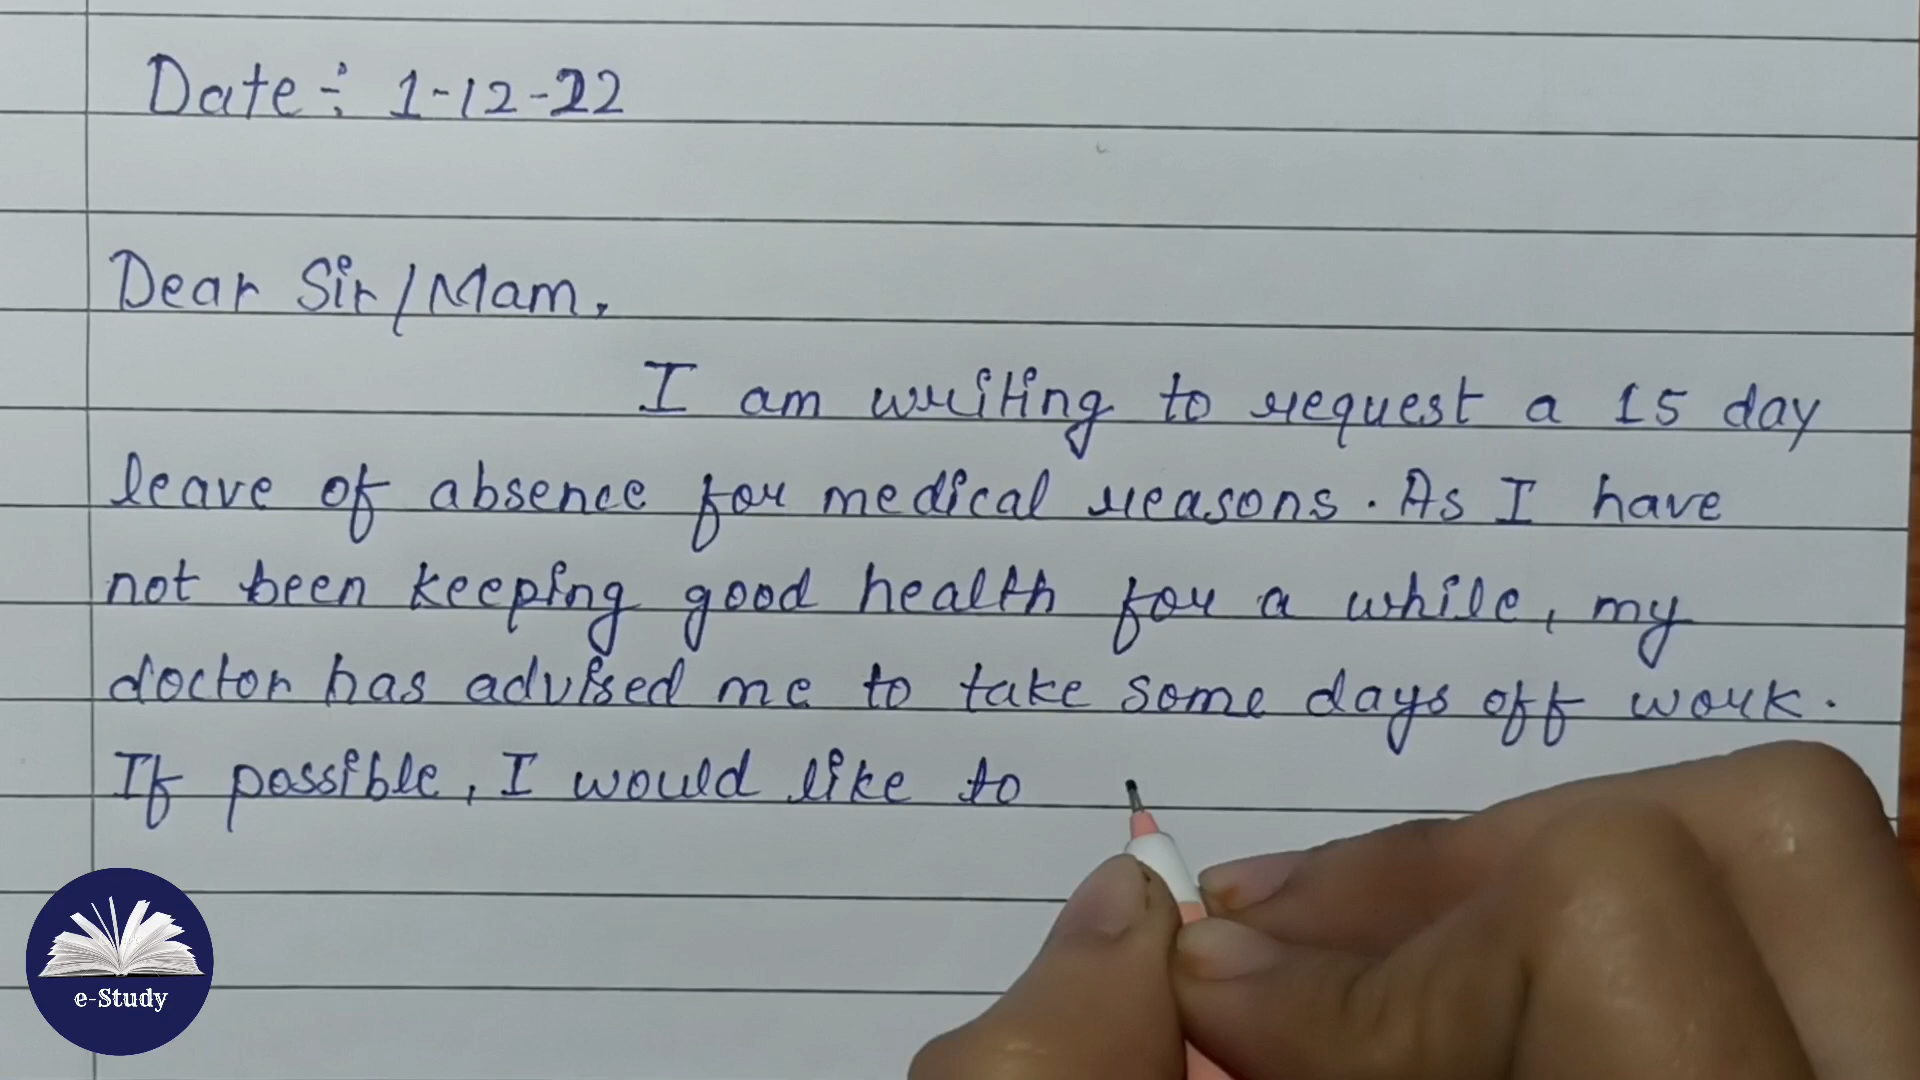 Date :- 1-12-22
Dear Sir/Mam,
I am writing to request a 15 day
leave of absence for medical reasons. As I have
not been keeping good health for a while, my
doctor has advised me to take some days off work.
If possible, I would like to
e-Study